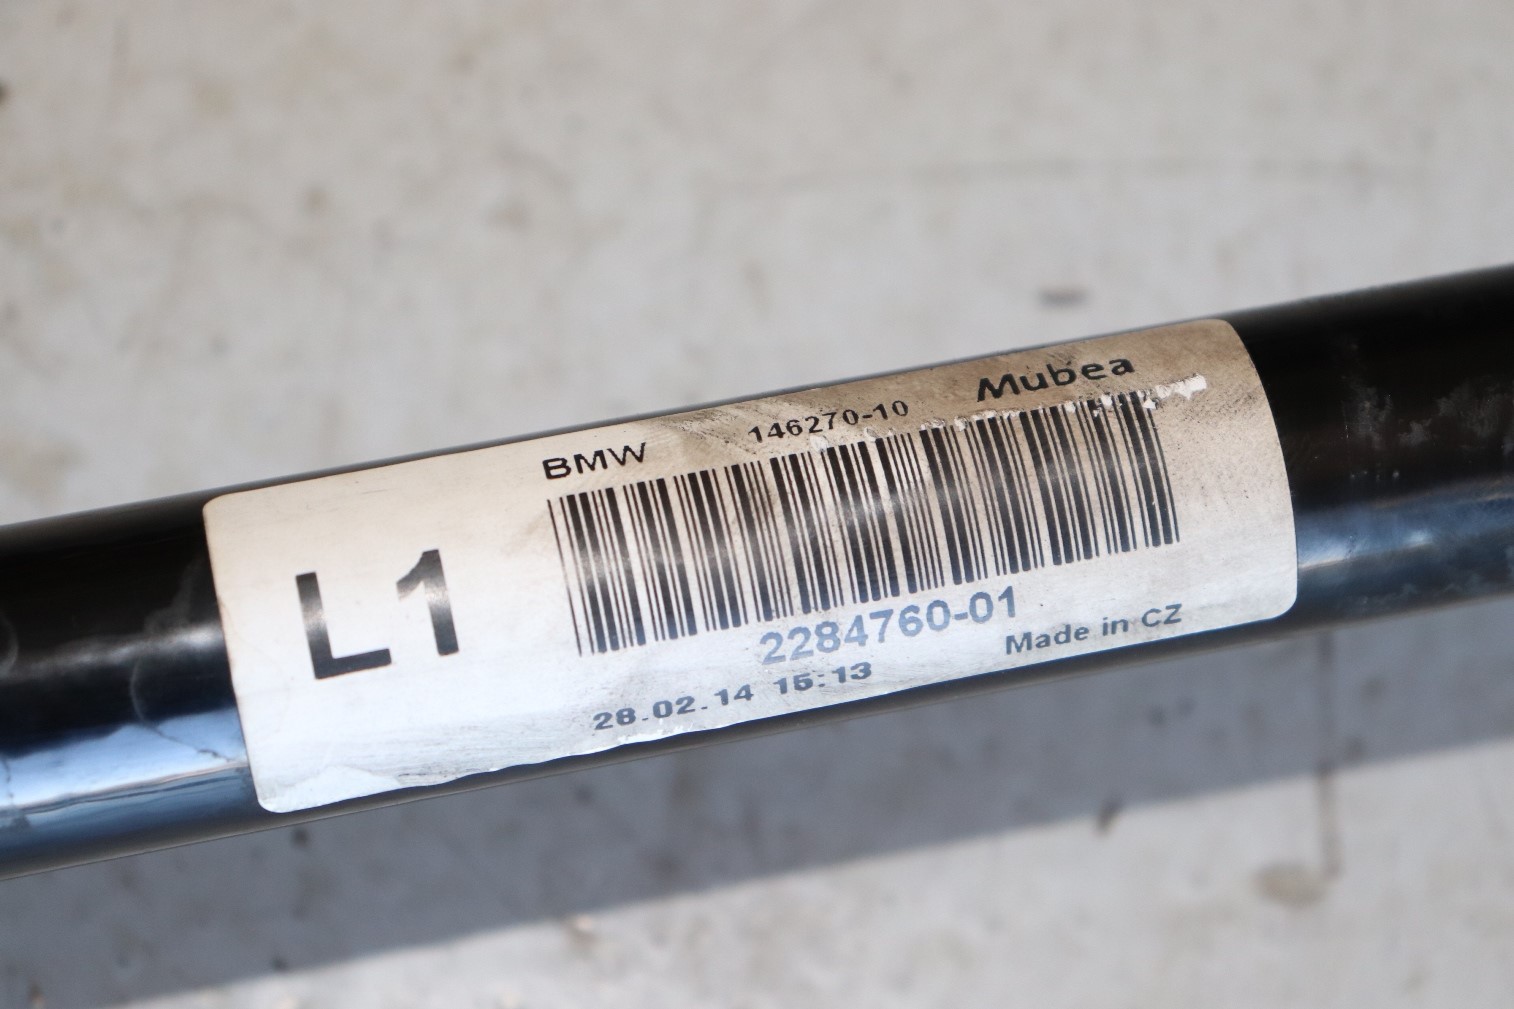 BMW 146270-10 Mubea
L1
2284760-01
Made in CZ
28.02.14 15:13